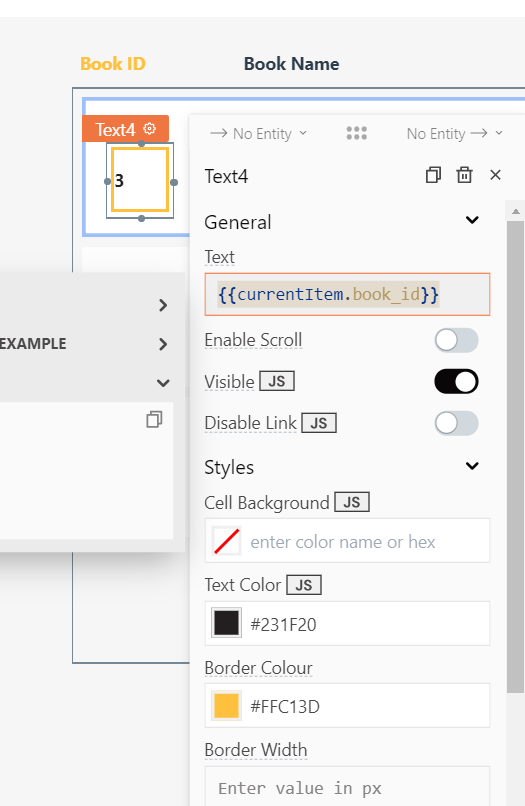 Book ID Book Name
Text4
No Entity No Entity
3
Text4
General
Text
{{currentItem.book_id}}
EXAMPLE
Enable Scroll
Visible JS
Disable Link JS
Styles
Cell Background JS
enter color name or hex
Text Color JS
#231F20
Border Colour
#FFC13D
Border Width
Enter value in px